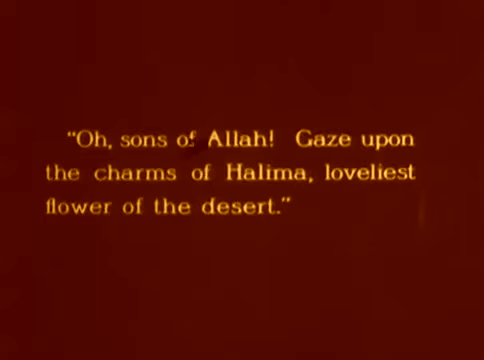 "Oh, sons of Allah! Gaze upon
the charms of Halima, loveliest
flower of the desert."